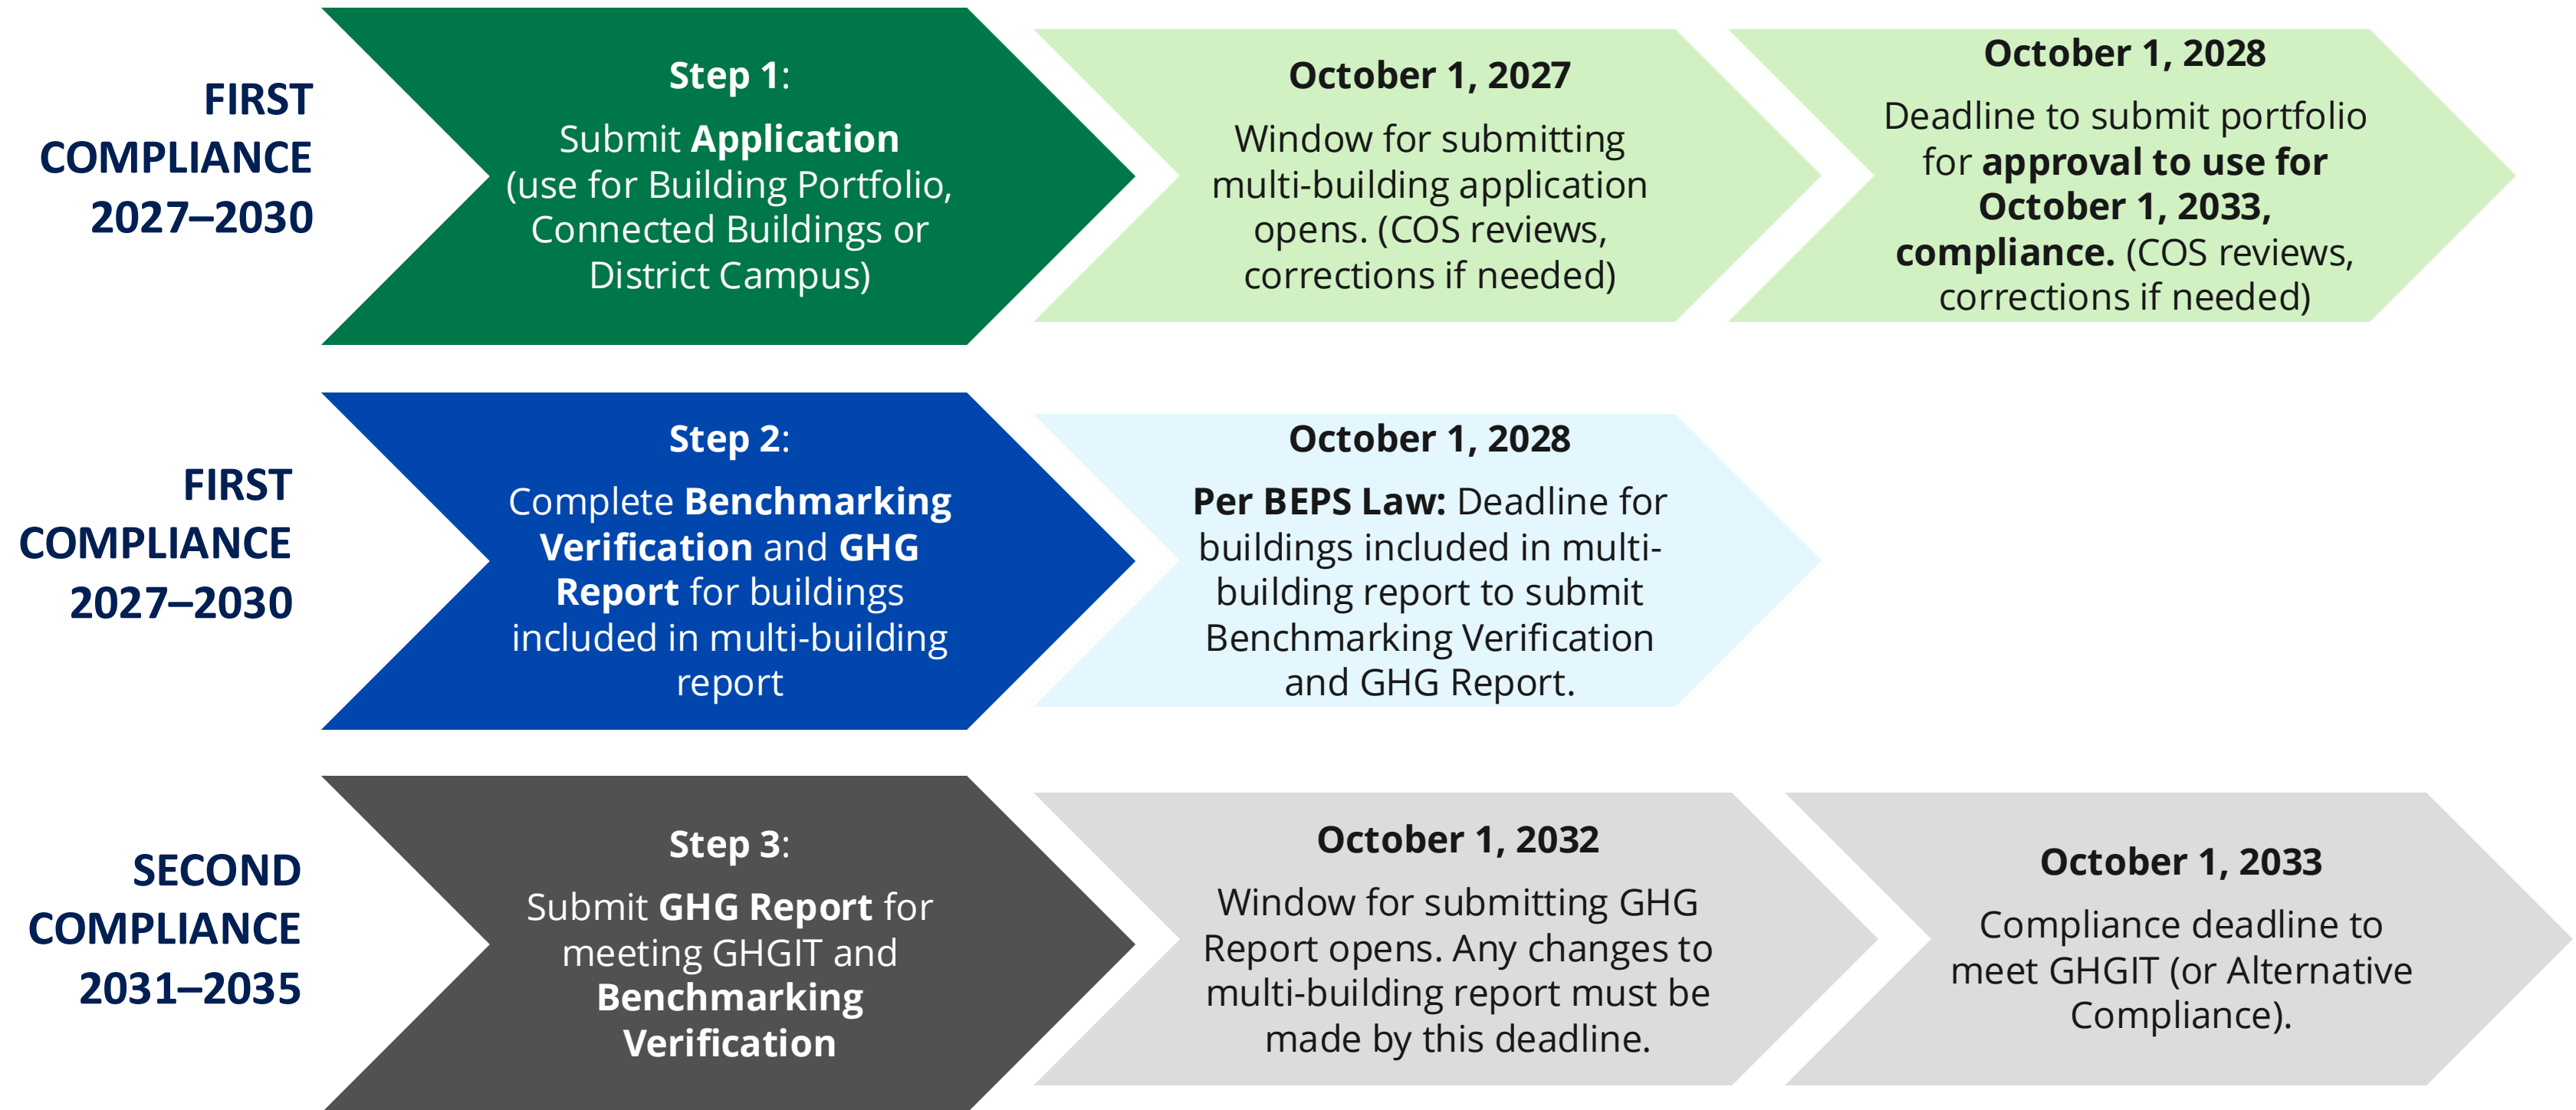 FIRST
COMPLIANCE
2027–2030
Step 1:
Submit Application
(use for Building Portfolio,
Connected Buildings or
District Campus)
October 1, 2027
Window for submitting
multi-building application
opens. (COS reviews,
corrections if needed)
October 1, 2028
Deadline to submit portfolio
for approval to use for
October 1, 2033,
compliance. (COS reviews,
corrections if needed)
FIRST
COMPLIANCE
2027–2030
Step 2:
Complete Benchmarking
Verification and GHG
Report for buildings
included in multi-building
report
October 1, 2028
Per BEPS Law: Deadline for
buildings included in multi-
building report to submit
Benchmarking Verification
and GHG Report.
SECOND
COMPLIANCE
2031–2035
Step 3:
Submit GHG Report for
meeting GHGIT and
Benchmarking
Verification
October 1, 2032
Window for submitting GHG
Report opens. Any changes to
multi-building report must be
made by this deadline.
October 1, 2033
Compliance deadline to
meet GHGIT (or Alternative
Compliance).